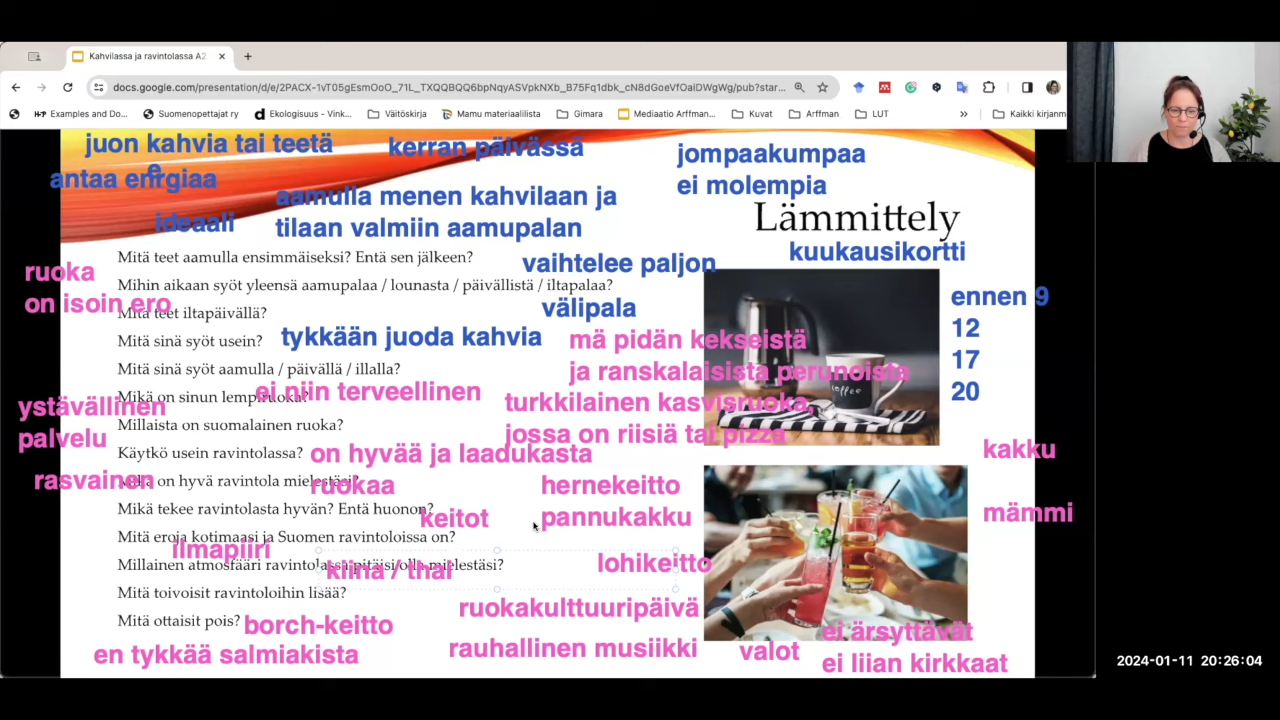 Kahvilassa ja ravintolassa A2
docs.google.com/presentation/d/e/2PACX-1vT05gEsmOoO_71L_TXQQBQQ6bpNqyASVpkNXb_B75Fq1dbk_cN8dGoeVfOaiDWgWg/pub?star...
Examples and Do...
Suomenopettajat ry
Ekologisuus - Vink...
Väitöskirja
Mamu materiaalilista
Gimara
Mediaatio Arffman...
Kuvat
Arffman
LUT
Kaikki kirjanm
juon kahvia tai teetä
kerran päivässä
jompaakumpaa
ei molempia
e
antaa enrgiaa
aamulla menen kahvilaan ja
tilaan valmiin aamupalan
ideaali
Lämmittely
kuukausikortti
Mitä teet aamulla ensimmäiseksi? Entä sen jälkeen?
vaihtelee paljon
ruoka
on isoin ero
Mihin aikaan syöt yleensä aamupalaa / lounasta / päivällistä / iltapalaa?
ennen 9
12
17
20
Mitä teet iltapäivällä?
välipala
Mitä sinä syöt usein?
tykkään juoda kahvia
mä pidän kekseistä
ja ranskalaisista perunoista
Mitä sinä syöt aamulla / päivällä / illalla?
ei niin terveellinen
Mikä on sinun lempiruoka?
turkkilainen kasvisruoka,
jossa on riisiä tai pizza
coffee
ystävällinen
palvelu
Millaista on suomalainen ruoka?
Käytkö usein ravintolassa?
on hyvää ja laadukasta
ruokaa
kakku
rasvainen
Mikä on hyvä ravintola mielestäsi?
hernekeitto
pannukakku
Mikä tekee ravintolasta hyvän? Entä huonon?
keitot
mämmi
Mitä eroja kotimaasi ja Suomen ravintoloissa on?
ilmapiiri
Millainen atmosfääri ravintolassa pitäisi olla mielestäsi?
kiina / thai
lohikeitto
Mitä toivoisit ravintoloihin lisää?
ruokakulttuuripäivä
Mitä ottaisit pois?
borch-keitto
ei ärsyttävät
ei liian kirkkaat
en tykkää salmiakista
rauhallinen musiikki
valot
2024-01-11 20:26:04